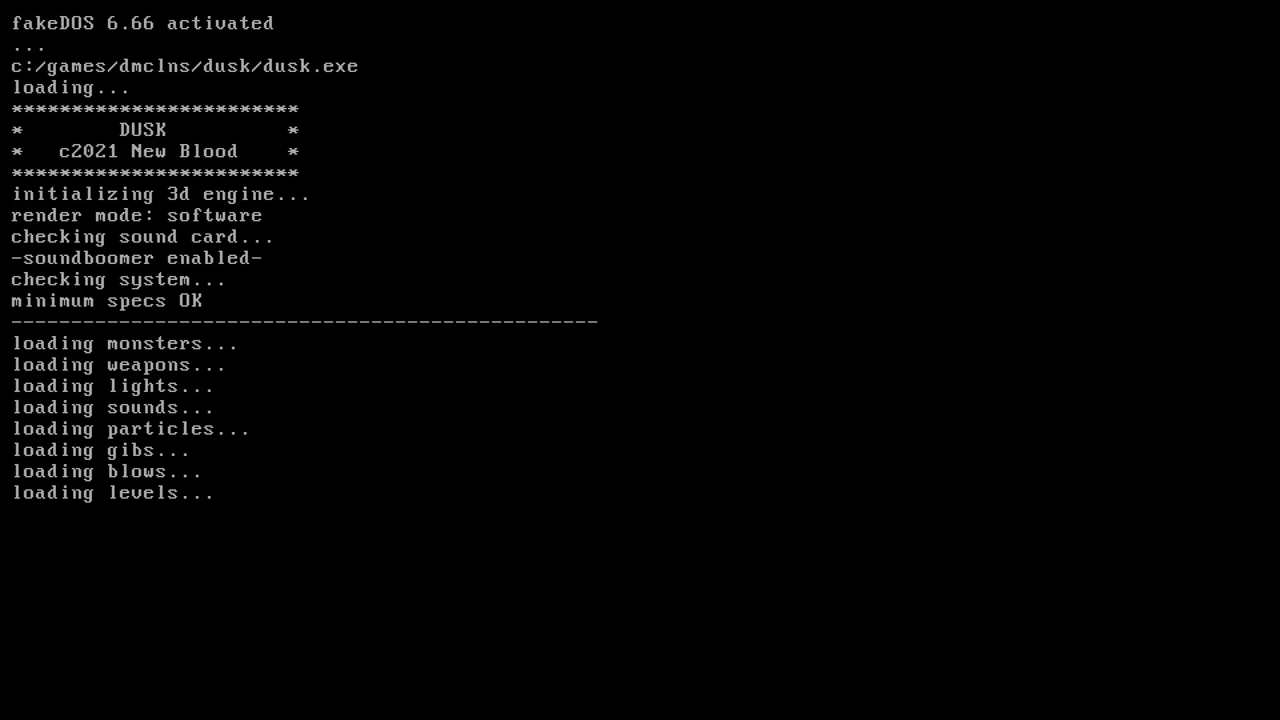 fakeDOS 6.66 activated
...
c:/games/dmclns/dusk/dusk.exe
loading...
************************
* DUSK *
* c2021 New Blood *
************************
initializing 3d engine...
render mode: software
checking sound card...
-soundboomer enabled-
checking system...
minimum specs OK
-------------------------------------------------
loading monsters...
loading weapons...
loading lights...
loading sounds...
loading particles...
loading gibs...
loading blows...
loading levels...